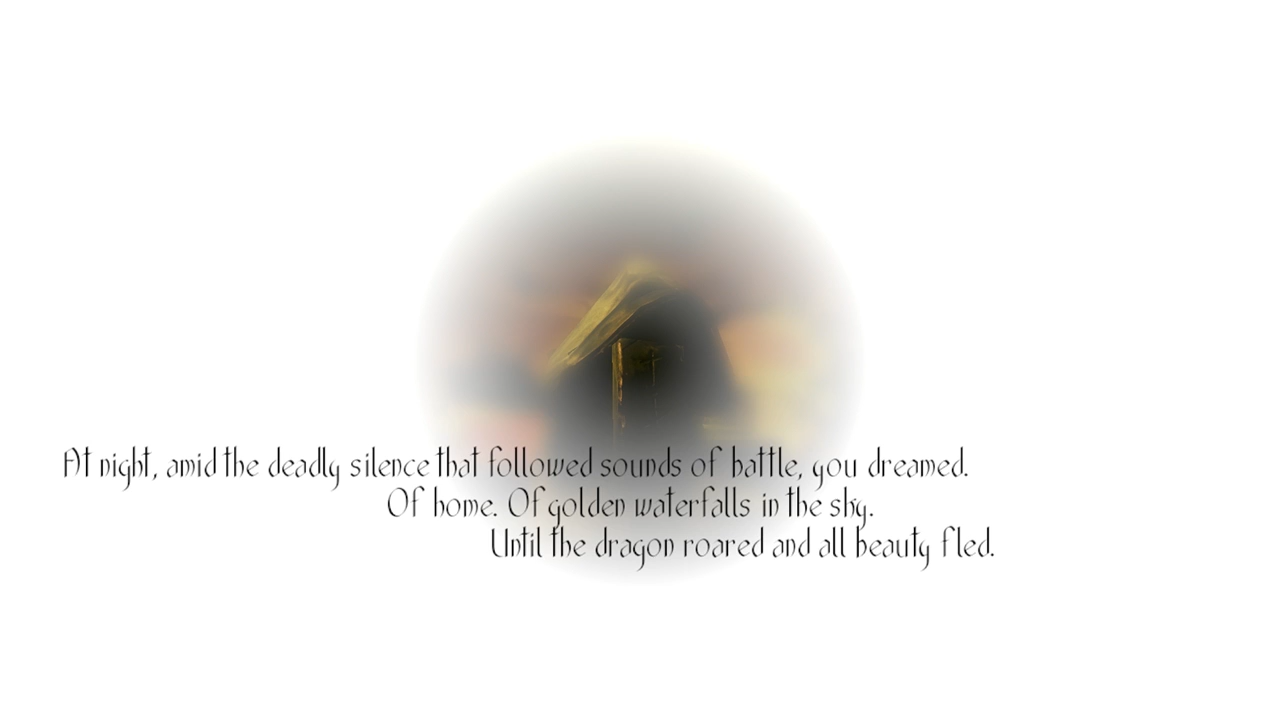 At night, amid the deadly silence that followed sounds of battle, you dreamed.
Of home. Of golden waterfalls in the sky.
Until the dragon roared and all beauty fled.